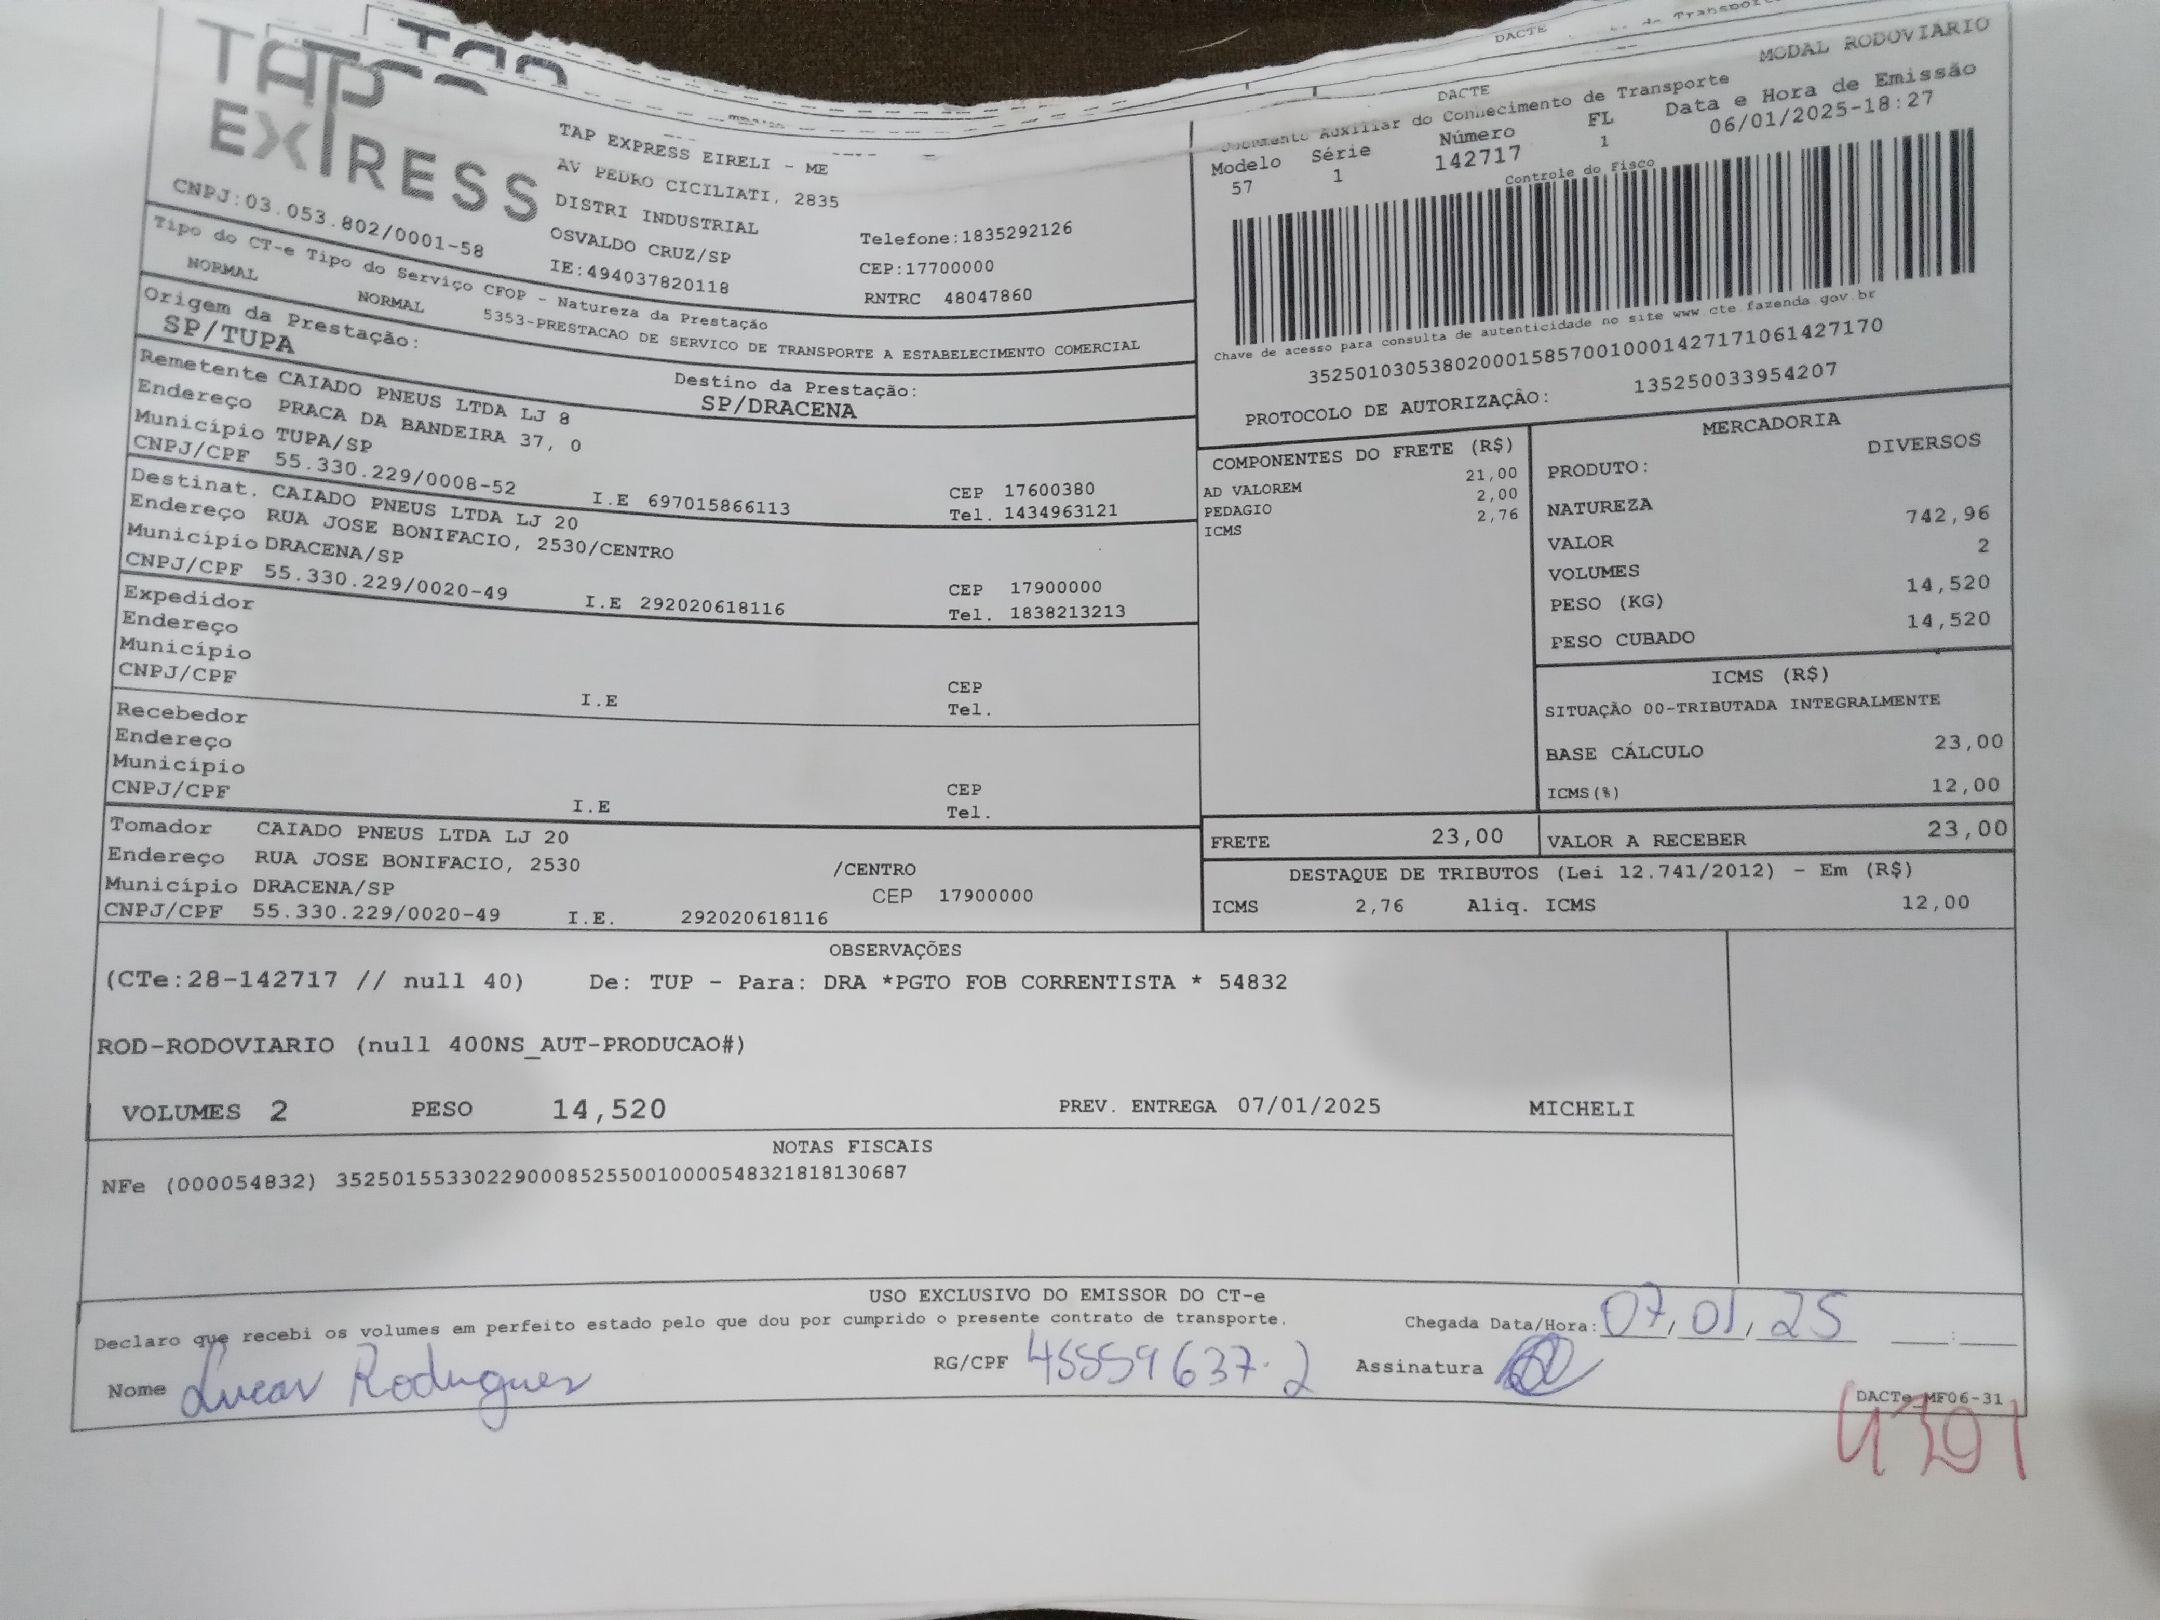 TAP
EXPRESS
CNPJ:03.053.802/0001-58
TAP EXPRESS EIRELI - ME
AV PEDRO CICILIATI, 2835
DISTRI INDUSTRIAL
OSVALDO CRUZ/SP
IE:494037820118
Telefone:1835292126
CEP:17700000
RNTRC 48047860
DACTE
MODAL RODOVIARIO
DACTE
Documento Auxiliar do Conhecimento de Transporte
Modelo Série Número FL Data e Hora de Emissão
57 1 142717 1 06/01/2025-18:27
Controle do Fisco
Chave de acesso para consulta de autenticidade no site www.cte.fazenda.gov.br
35250103053802000158570010001427171061427170
PROTOCOLO DE AUTORIZAÇÃO: 135250033954207
Tipo do CT-e Tipo do Serviço CFOP - Natureza da Prestação
NORMAL NORMAL 5353-PRESTACAO DE SERVICO DE TRANSPORTE A ESTABELECIMENTO COMERCIAL
Origem da Prestação: Destino da Prestação:
SP/TUPA SP/DRACENA
Remetente CAIADO PNEUS LTDA LJ 8
Endereço PRACA DA BANDEIRA 37, 0
Município TUPA/SP CEP 17600380
CNPJ/CPF 55.330.229/0008-52 I.E 697015866113 Tel. 1434963121
Destinat. CAIADO PNEUS LTDA LJ 20
Endereço RUA JOSE BONIFACIO, 2530/CENTRO
Município DRACENA/SP CEP 17900000
CNPJ/CPF 55.330.229/0020-49 I.E 292020618116 Tel. 1838213213
Expedidor
Endereço
Município CEP
CNPJ/CPF I.E Tel.
Recebedor
Endereço
Município CEP
CNPJ/CPF I.E Tel.
Tomador CAIADO PNEUS LTDA LJ 20
Endereço RUA JOSE BONIFACIO, 2530 /CENTRO
Município DRACENA/SP CEP 17900000
CNPJ/CPF 55.330.229/0020-49 I.E. 292020618116
COMPONENTES DO FRETE (R$)
AD VALOREM 21,00
PEDAGIO 2,00
ICMS 2,76
MERCADORIA
PRODUTO: DIVERSOS
NATUREZA
VALOR 742,96
VOLUMES 2
PESO (KG) 14,520
PESO CUBADO 14,520
ICMS (R$)
SITUAÇÃO 00-TRIBUTADA INTEGRALMENTE
BASE CÁLCULO 23,00
ICMS(%) 12,00
FRETE 23,00 VALOR A RECEBER 23,00
DESTAQUE DE TRIBUTOS (Lei 12.741/2012) - Em (R$)
ICMS 2,76 Aliq. ICMS 12,00
OBSERVAÇÕES
(CTe:28-142717 // null 40) De: TUP - Para: DRA *PGTO FOB CORRENTISTA * 54832
ROD-RODOVIARIO (null 400NS_AUT-PRODUCAO#)
VOLUMES 2 PESO 14,520 PREV. ENTREGA 07/01/2025 MICHELI
NOTAS FISCAIS
NFe (000054832) 35250155330229000852550010000548321818130687
USO EXCLUSIVO DO EMISSOR DO CT-e
Declaro que recebi os volumes em perfeito estado pelo que dou por cumprido o presente contrato de transporte. Chegada Data/Hora: 07,01,25
Nome Lucas Rodrigues RG/CPF 45559637-2 Assinatura
DACTe_MF06-31